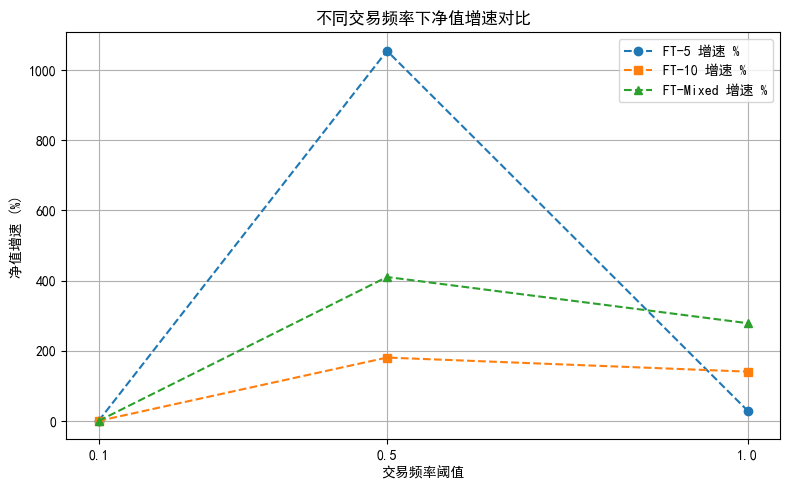 不同交易频率下净值增速对比
FT-5 增速 %
FT-10 增速 %
FT-Mixed 增速 %
净值增速 (%)
1000
800
600
400
200
0
0.1
0.5
1.0
交易频率阈值